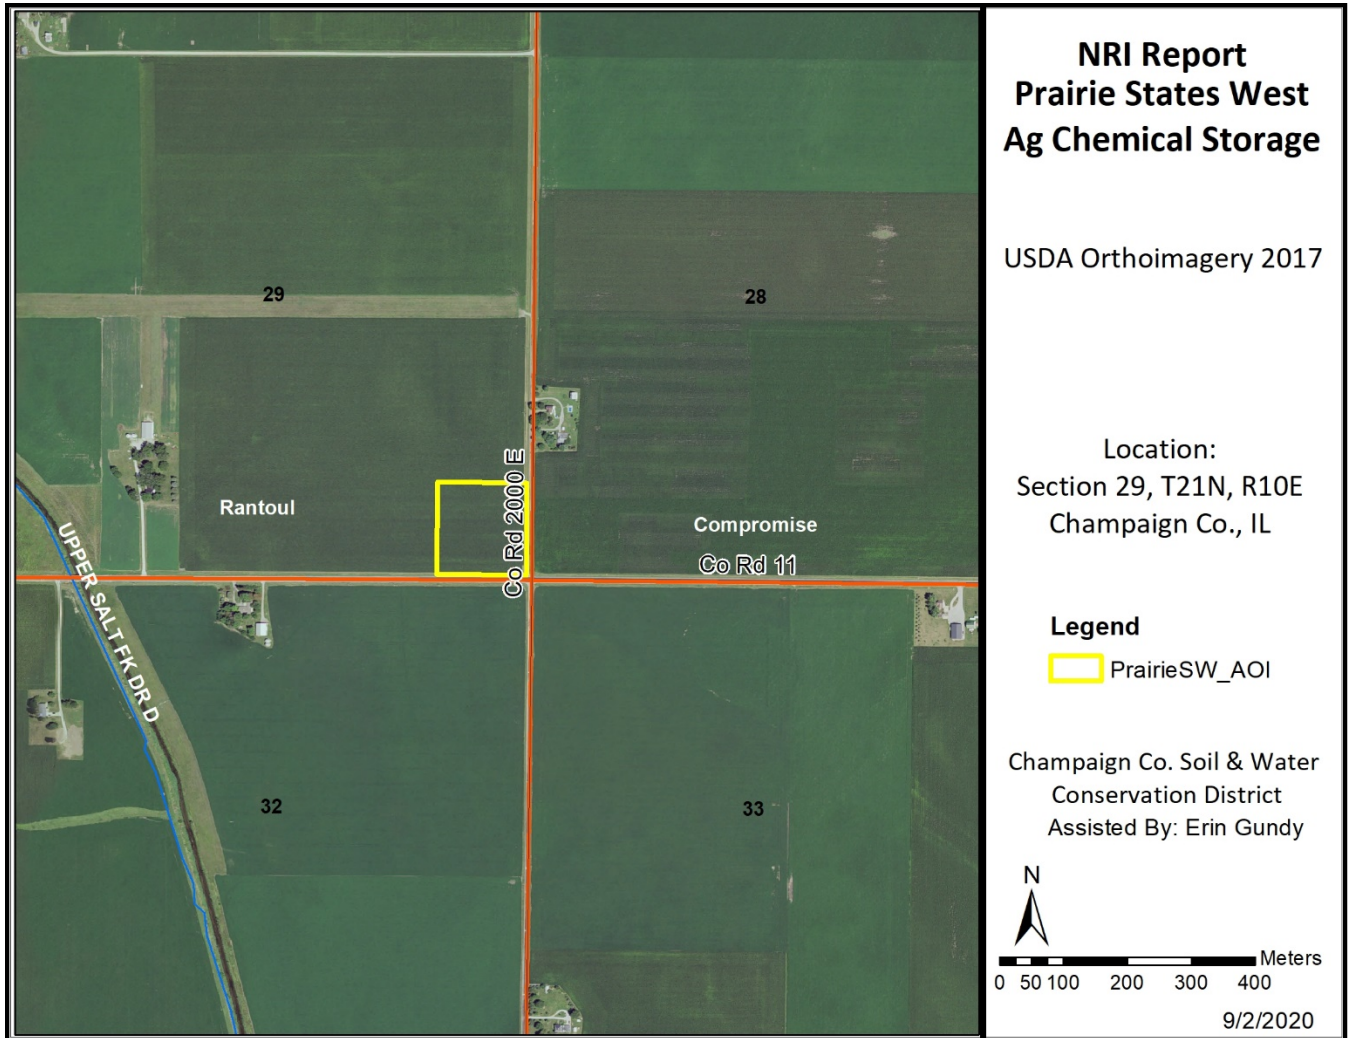 NRI Report
Prairie States West
Ag Chemical Storage
USDA Orthoimagery 2017
Location:
Section 29, T21N, R10E
Champaign Co., IL
Legend
PrairieSW_AOI
Champaign Co. Soil & Water
Conservation District
Assisted By: Erin Gundy
N
Meters
0 50 100 200 300 400
9/2/2020
29
28
Rantoul
Co Rd 2000 E
Compromise
Co Rd 11
UPPER SALT FK DR D
32
33